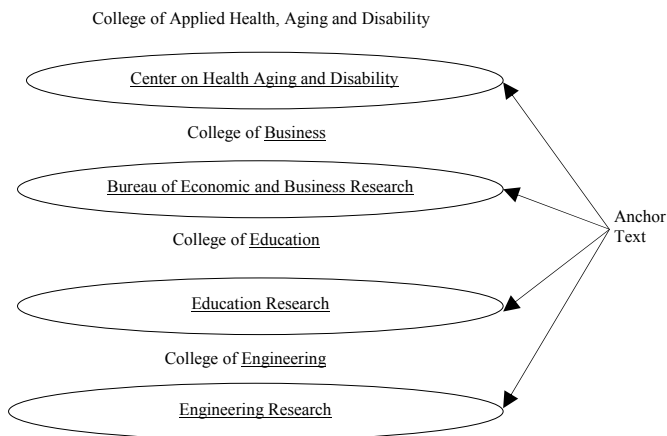 College of Applied Health, Aging and Disability
Center on Health Aging and Disability
College of Business
Bureau of Economic and Business Research
College of Education
Education Research
College of Engineering
Engineering Research
Anchor
Text